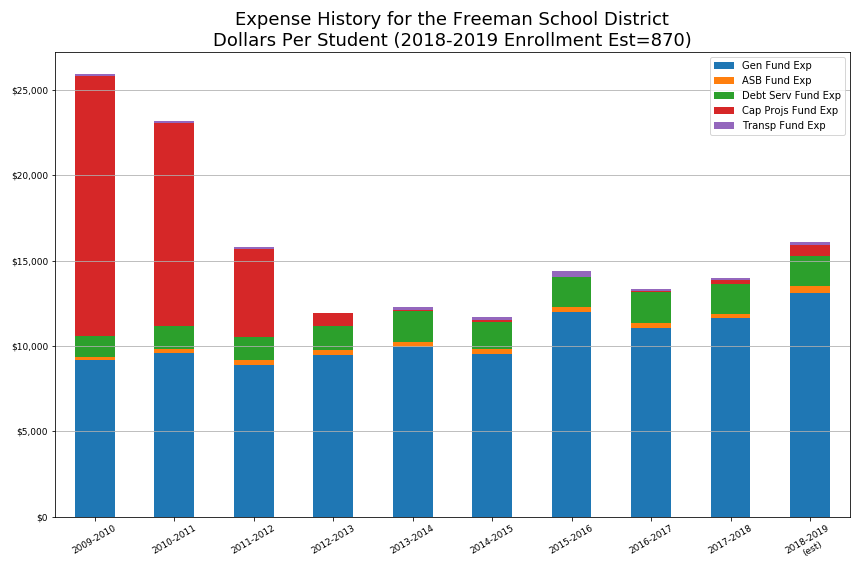 Expense History for the Freeman School District
Dollars Per Student (2018-2019 Enrollment Est=870)
Gen Fund Exp
ASB Fund Exp
Debt Serv Fund Exp
Cap Projs Fund Exp
Transp Fund Exp
$25,000
$20,000
$15,000
$10,000
$5,000
$0
2009-2010
2010-2011
2011-2012
2012-2013
2013-2014
2014-2015
2015-2016
2016-2017
2017-2018
2018-2019
(est)